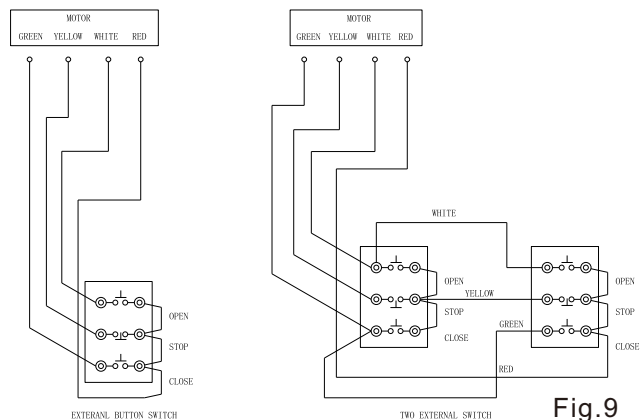 MOTOR
GREEN YELLOW WHITE RED
OPEN
STOP
CLOSE
EXTERANL BUTTON SWITCH
MOTOR
GREEN YELLOW WHITE RED
WHITE
OPEN
YELLOW
STOP
GREEN
CLOSE
RED
OPEN
STOP
CLOSE
TWO EXTERNAL SWITCH
Fig.9